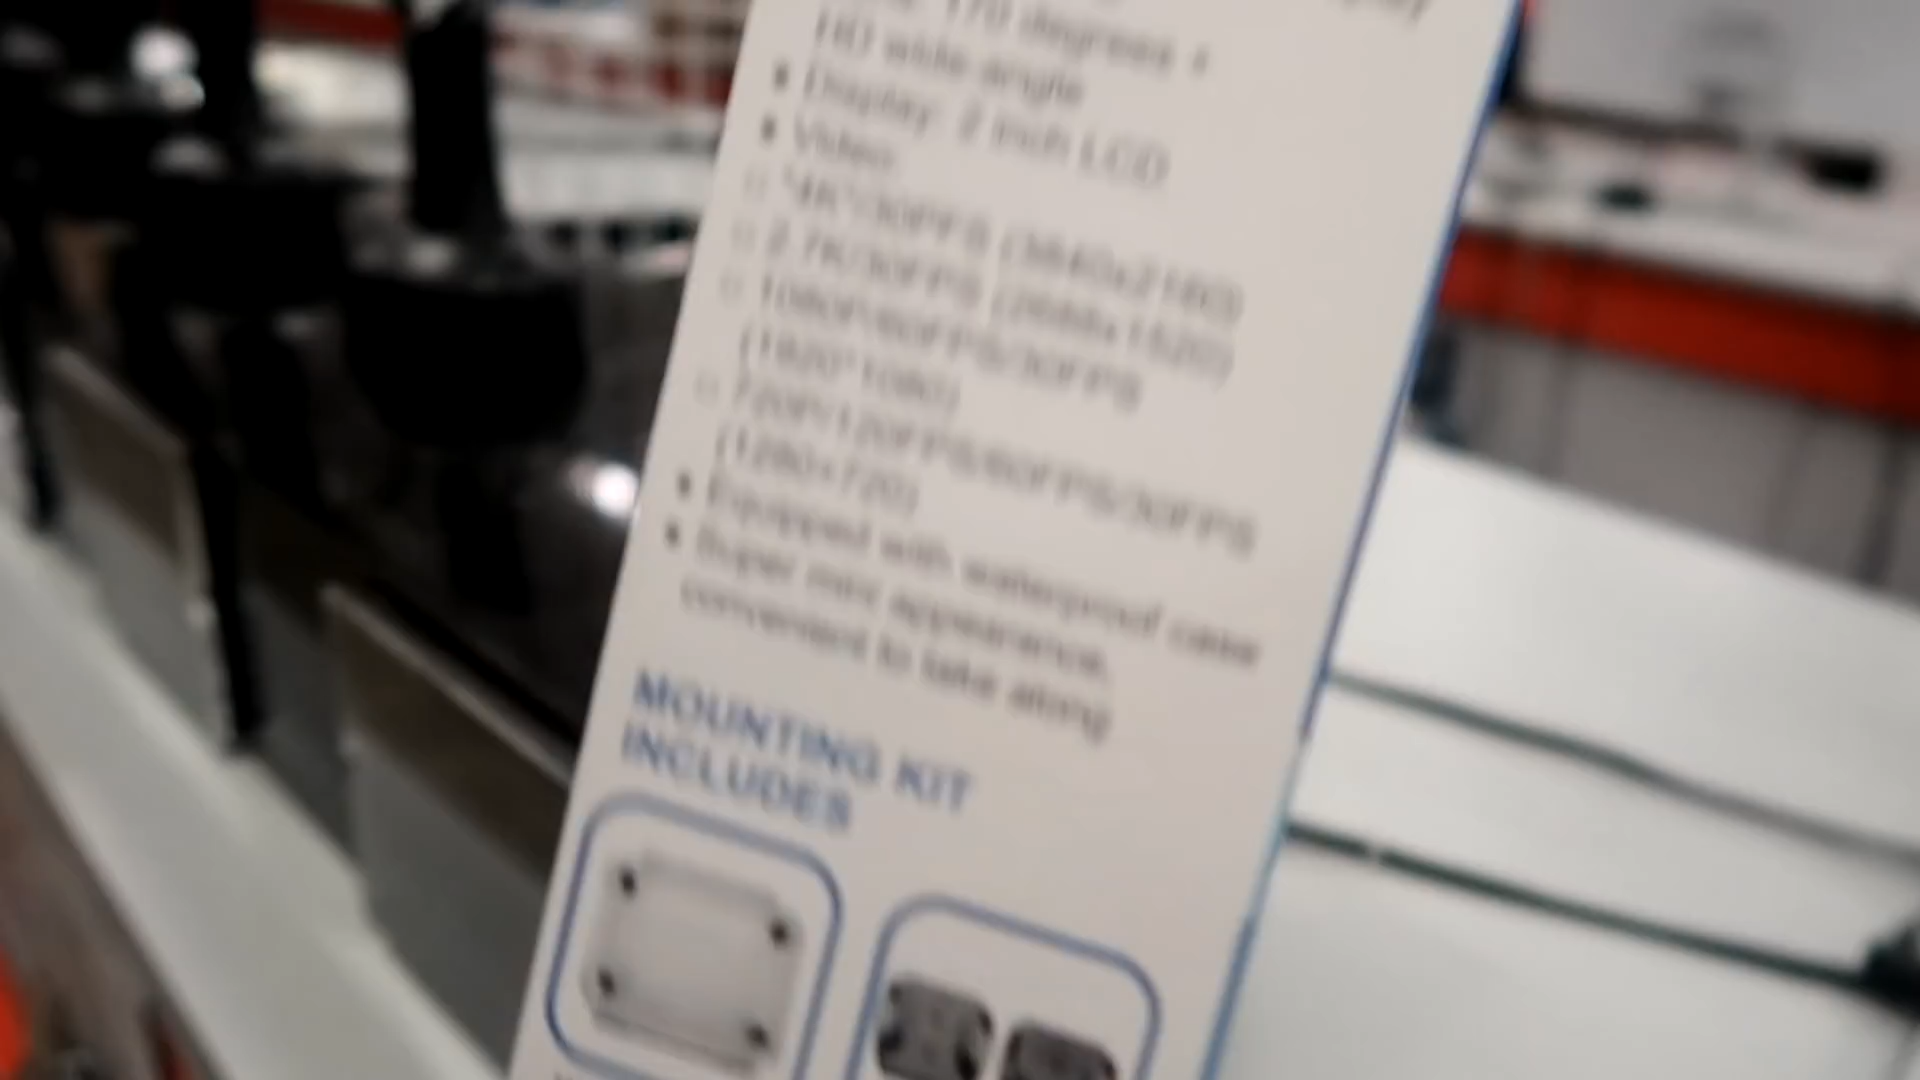 170 degrees +
HD wide angle
• Display: 2 inch LCD
• Video:
○ "4K"/30FPS (3840x2160)
○ 2.7K/30FPS (2688x1520)
○ 1080P/60FPS/30FPS
(1920*1080)
○ 720P/120FPS/60FPS/30FPS
(1280×720)
• Equipped with waterproof case
• Super mini appearance,
convenient to take along
MOUNTING KIT
INCLUDES